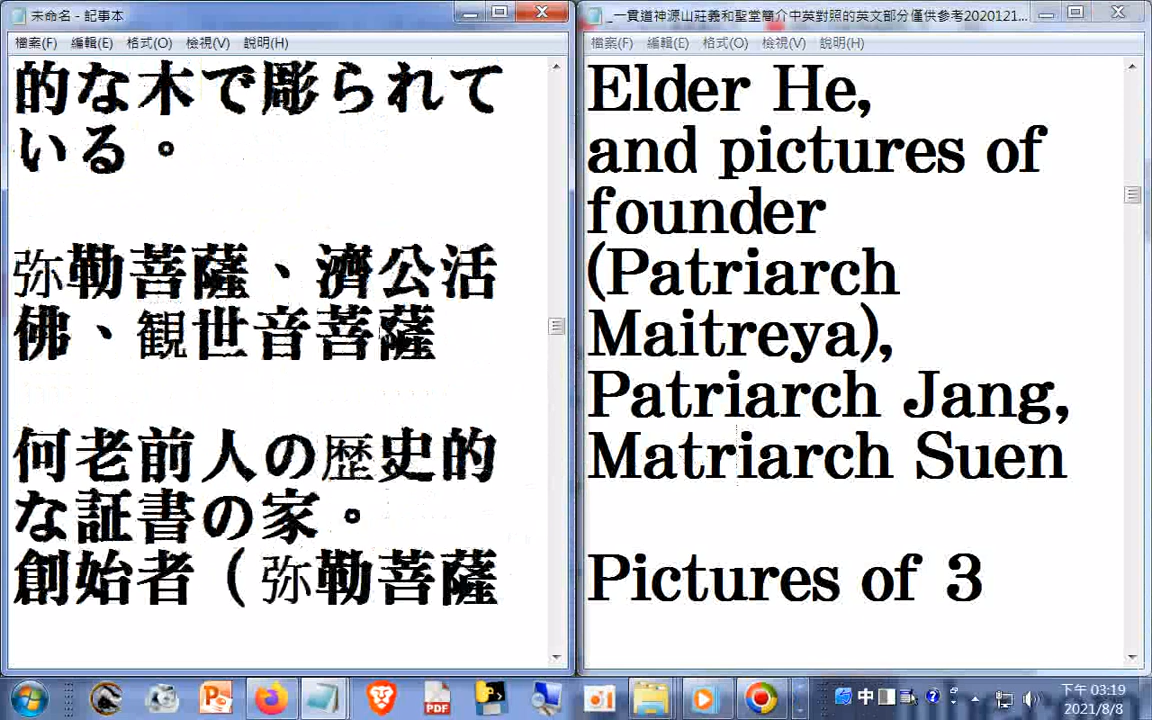 未命名 - 記事本
檔案(F) 編輯(E) 格式(O) 檢視(V) 說明(H)
的な木で彫られて
いる。
弥勒菩薩、濟公活
佛、観世音菩薩
何老前人の歴史的
な証書の家。
創始者（弥勒菩薩
_一貫道神源山莊義和聖堂簡介中英對照的英文部分僅供參考2020121...
檔案(F) 編輯(E) 格式(O) 檢視(V) 說明(H)
Elder He,
and pictures of
founder
(Patriarch
Maitreya),
Patriarch Jang,
Matriarch Suen
Pictures of 3
PDF
中
下午 03:19
2021/8/8